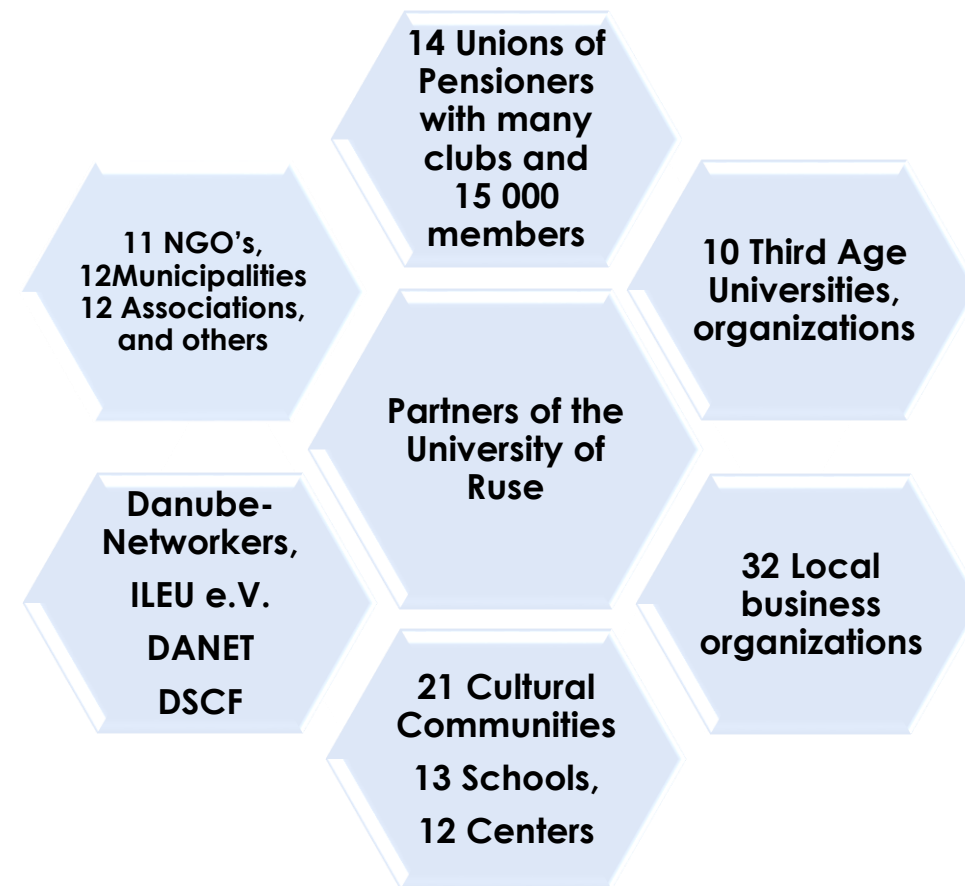 14 Unions of
Pensioners
with many
clubs and
15 000
members
11 NGO’s,
12Municipalities
12 Associations,
and others
10 Third Age
Universities,
organizations
Partners of the
University of
Ruse
Danube-
Networkers,
ILEU e.V.
DANET
DSCF
32 Local
business
organizations
21 Cultural
Communities
13 Schools,
12 Centers